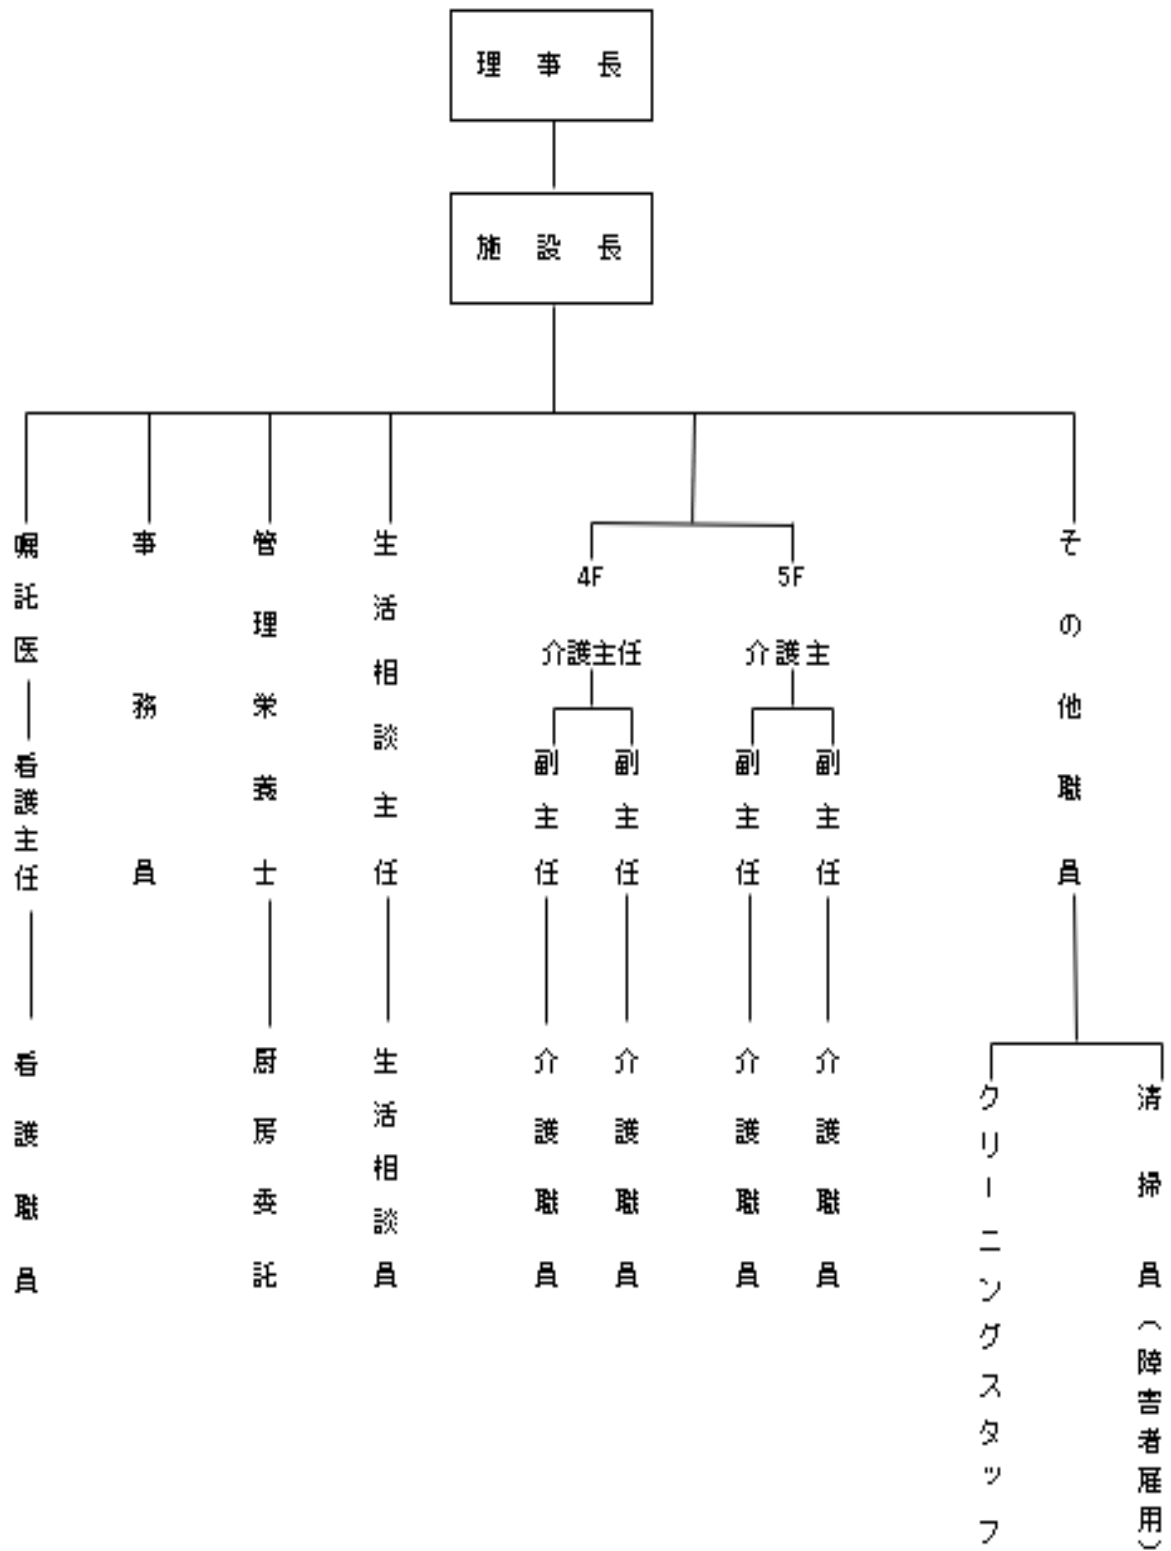 理事長
施設長
嘱託医
看護主任
看護職員
事務員
管理栄養士
厨房委託
生活相談主任
生活相談員
4F
介護主任
副主任
介護職員
副主任
介護職員
5F
介護主
副主任
介護職員
副主任
介護職員
その他職員
クリーニングスタッフ
清掃員（障害者雇用）